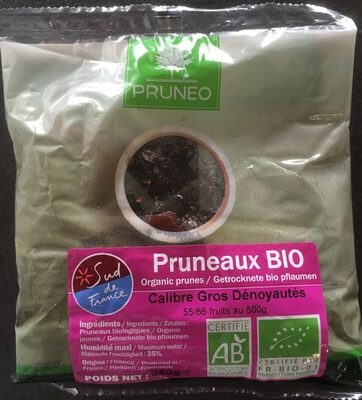 PRUNEO
Sud
de
France
Pruneaux BIO
Organic prunes / Getrocknete bio pflaumen
Calibre Gros Dénoyautés
55/66 fruits au 500g
Ingrédients / Ingredients / Zutaten :
Pruneaux biologiques / Organic
prunes / Getrocknete bio pflaumen
Humidité maxi / Maximum water /
Maximale Feuchtigkeit : 35%
Origine : FRANCE / Produced in :
France / Herkunft :
POIDS NET : 250g
CERTIFIÉ
AB
AGRICULTURE
BIOLOGIQUE
CERTIFIÉ PAR
FR-BIO-01
AGRICULTURE FRANCE